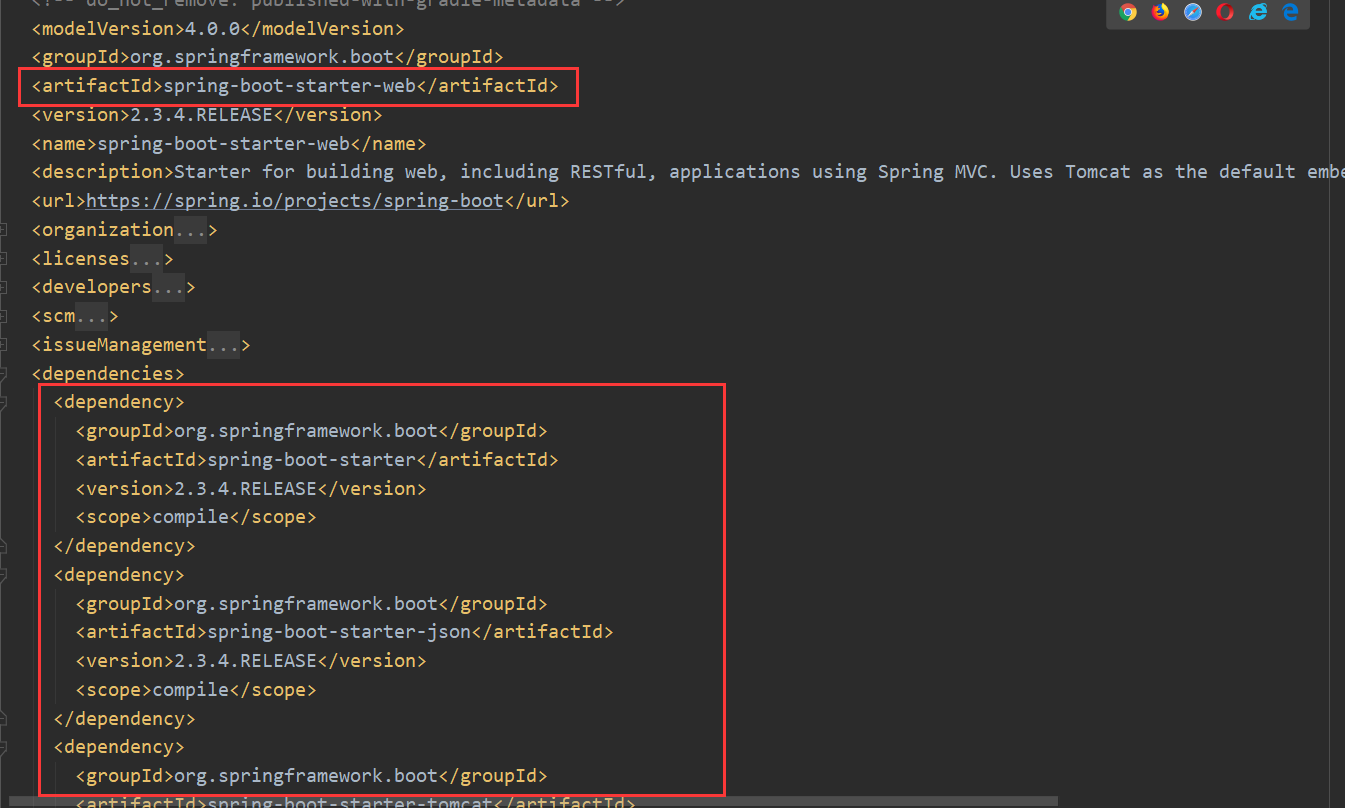 <!-- do_not_remove: published-with-gradle-metadata -->
<modelVersion>4.0.0</modelVersion>
<groupId>org.springframework.boot</groupId>
<artifactId>spring-boot-starter-web</artifactId>
<version>2.3.4.RELEASE</version>
<name>spring-boot-starter-web</name>
<description>Starter for building web, including RESTful, applications using Spring MVC. Uses Tomcat as the default embe
<url>https://spring.io/projects/spring-boot</url>
<organization...>
<licenses...>
<developers...>
<scm...>
<issueManagement...>
<dependencies>
<dependency>
<groupId>org.springframework.boot</groupId>
<artifactId>spring-boot-starter</artifactId>
<version>2.3.4.RELEASE</version>
<scope>compile</scope>
</dependency>
<dependency>
<groupId>org.springframework.boot</groupId>
<artifactId>spring-boot-starter-json</artifactId>
<version>2.3.4.RELEASE</version>
<scope>compile</scope>
</dependency>
<dependency>
<groupId>org.springframework.boot</groupId>
<artifactId>spring-boot-starter-tomcat</artifactId>